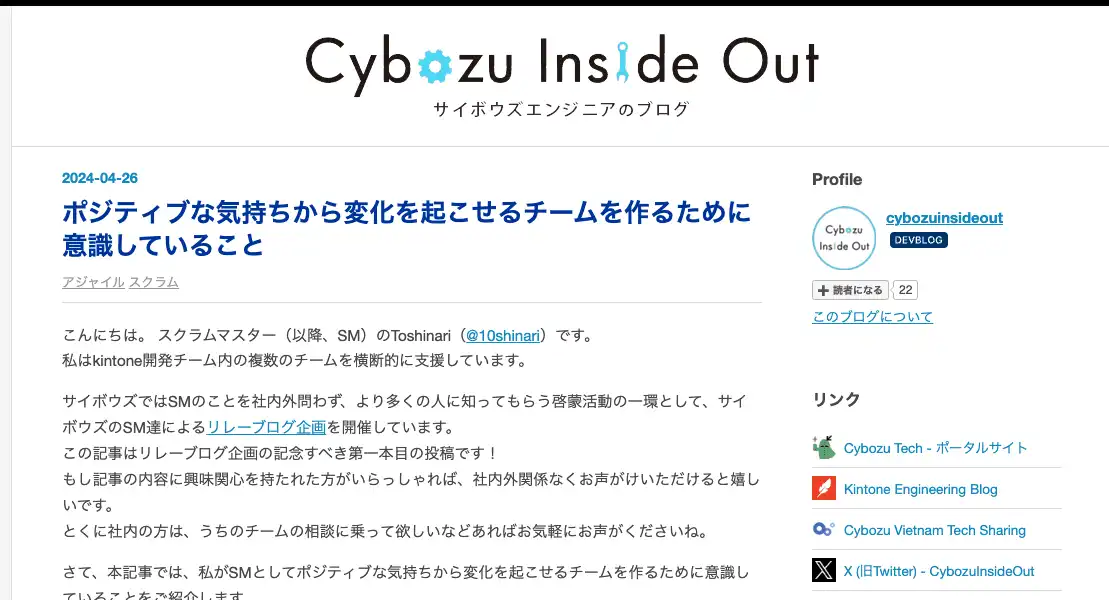 Cybozu Inside Out
サイボウズエンジニアのブログ
2024-04-26
ポジティブな気持ちから変化を起こせるチームを作るために
意識していること
アジャイル スクラム
こんにちは。 スクラムマスター（以降、SM）のToshinari（@10shinari）です。
私はkintone開発チーム内の複数のチームを横断的に支援しています。
サイボウズではSMのことを社内外問わず、より多くの人に知ってもらう啓蒙活動の一環として、サイ
ボウズのSM達によるリレーブログ企画を開催しています。
この記事はリレーブログ企画の記念すべき第一本目の投稿です！
もし記事の内容に興味関心を持たれた方がいらっしゃれば、社内外関係なくお声がけいただけると嬉し
いです。
とくに社内の方は、うちのチームの相談に乗って欲しいなどあればお気軽にお声がくださいね。
さて、本記事では、私がSMとしてポジティブな気持ちから変化を起こせるチームを作るために意識し
ていることをご紹介します
Profile
Cybozu
Inside Out
cybozuinsideout
DEVBLOG
読者になる 22
このブログについて
リンク
Cybozu Tech - ポータルサイト
Kintone Engineering Blog
Cybozu Vietnam Tech Sharing
X (旧Twitter) - CybozuInsideOut